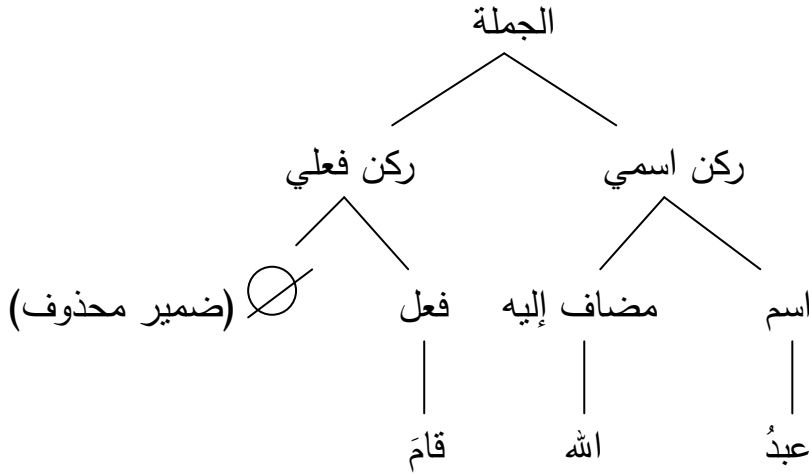 الجملة
ركن اسمي ركن فعلي
اسم مضاف إليه فعل ∅ (ضمير محذوف)
عبدُ الله قامَ